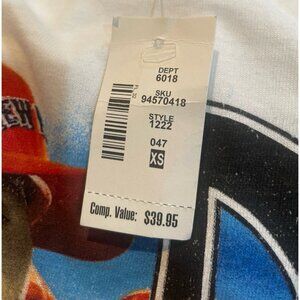 DEPT
6018
SKU
94570418
STYLE
1222
047
XS
Comp. Value: $39.95